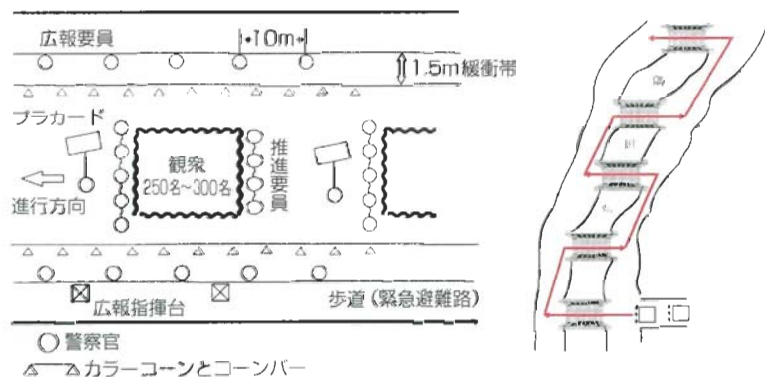 広報要員
10m
1.5m緩衝帯
プラカード
観衆
250名~300名
推進要員
進行方向
広報指揮台
歩道(緊急避難路)
警察官
カラーコーンとコーンバー